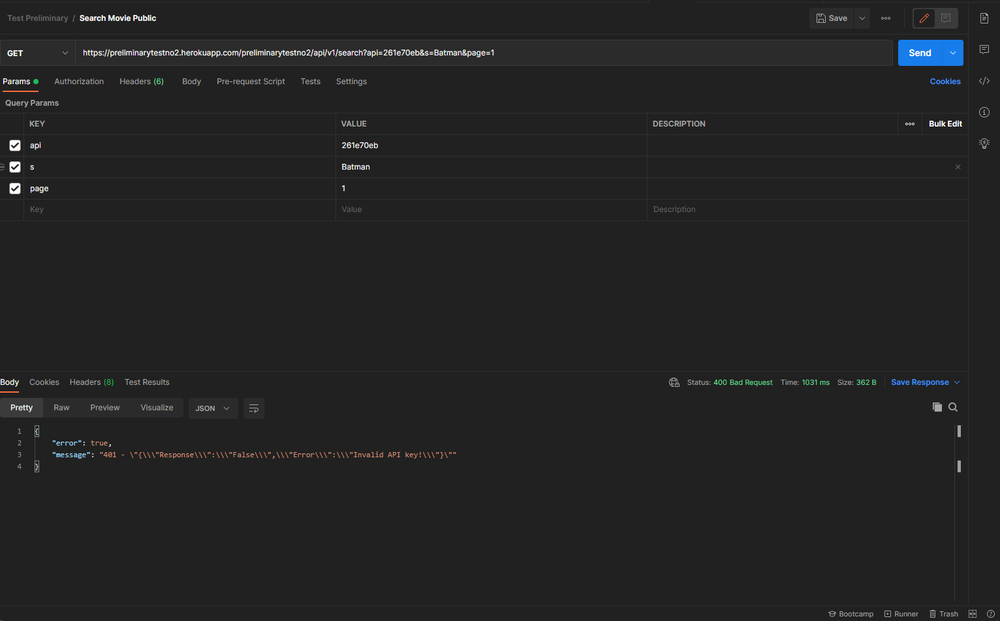 Test Preliminary / Search Movie Public
Save
GET
https://preliminarytestno2.herokuapp.com/preliminarytestno2/api/v1/search?api=261e70eb&s=Batman&page=1
Send
Params Authorization Headers (6) Body Pre-request Script Tests Settings Cookies
Query Params
KEY VALUE DESCRIPTION Bulk Edit
api 261e70eb
s Batman
page 1
Key Value Description
Body Cookies Headers (8) Test Results Status: 400 Bad Request Time: 1031 ms Size: 362 B Save Response
Pretty Raw Preview Visualize JSON
1 {
2 "error": true,
3 "message": "401 - \"{\\\"Response\\\":\\\"False\\\",\\\"Error\\\":\\\"Invalid API key!\\\"}\""
4 }
Bootcamp Runner Trash